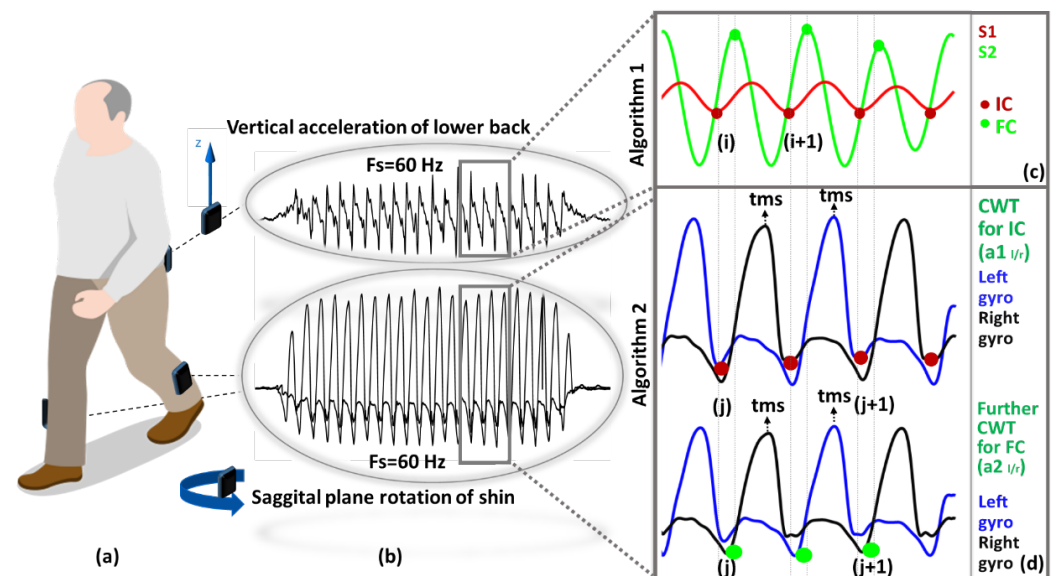 z
Vertical acceleration of lower back
Fs=60 Hz
Fs=60 Hz
Saggital plane rotation of shin
(a)
(b)
Algorithm 1
S1
S2
IC
FC
(i)
(i+1)
(c)
Algorithm 2
tms
tms
CWT
for IC
(a1 l/r)
Left
gyro
Right
gyro
(j)
(j+1)
tms
tms
Further
CWT
for FC
(a2 l/r)
Left
gyro
Right
gyro
(j)
(j+1)
(d)